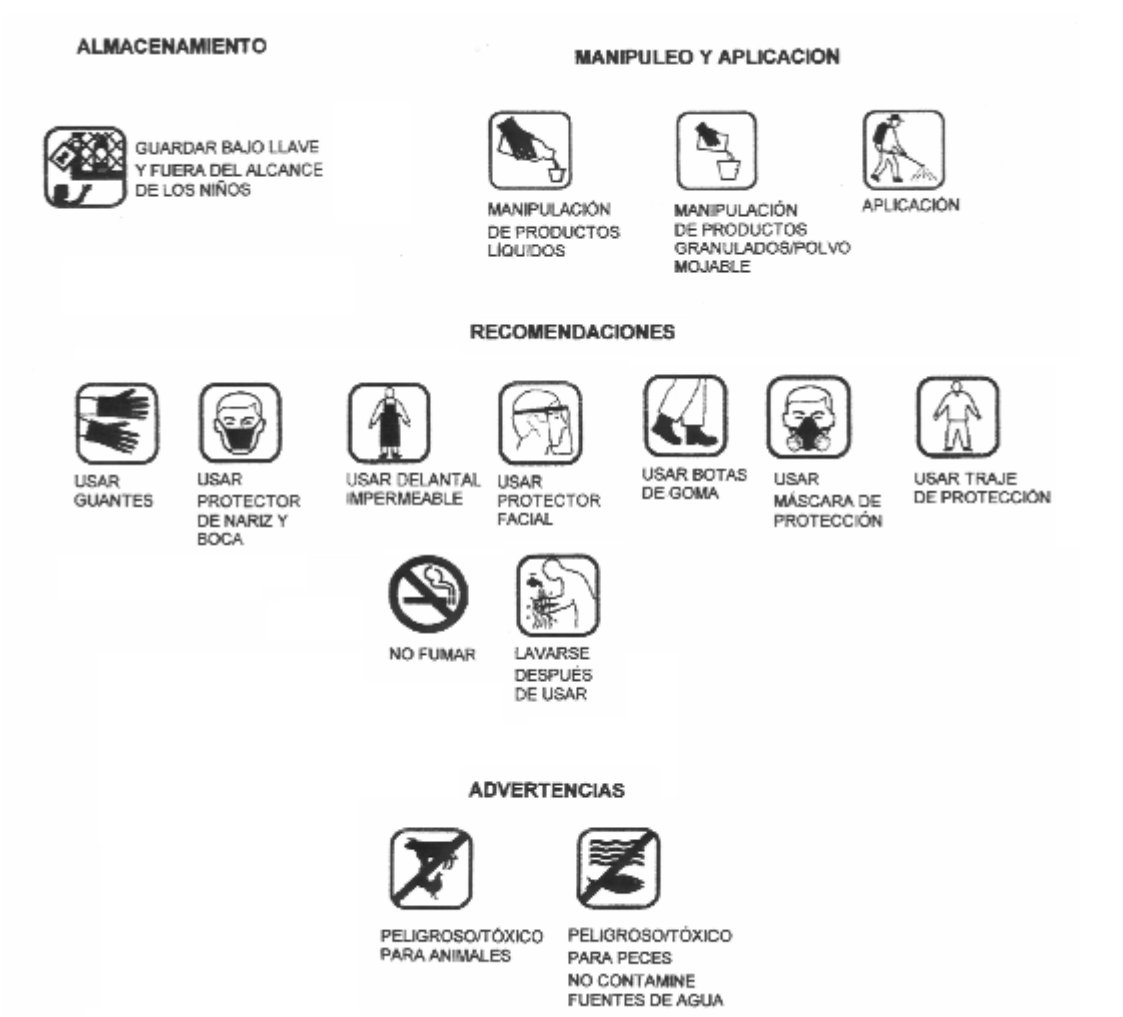 ALMACENAMIENTO
MANIPULEO Y APLICACION
GUARDAR BAJO LLAVE
Y FUERA DEL ALCANCE
DE LOS NIÑOS
MANIPULACIÓN
DE PRODUCTOS
LÍQUIDOS
MANIPULACIÓN
DE PRODUCTOS
GRANULADOS/POLVO
MOJABLE
APLICACIÓN
RECOMENDACIONES
USAR
GUANTES
USAR
PROTECTOR
DE NARIZ Y
BOCA
USAR DELANTAL
IMPERMEABLE
USAR
PROTECTOR
FACIAL
USAR BOTAS
DE GOMA
USAR
MÁSCARA DE
PROTECCIÓN
USAR TRAJE
DE PROTECCIÓN
NO FUMAR
LAVARSE
DESPUÉS
DE USAR
ADVERTENCIAS
PELIGROSO/TÓXICO
PARA ANIMALES
PELIGROSO/TÓXICO
PARA PECES
NO CONTAMINE
FUENTES DE AGUA